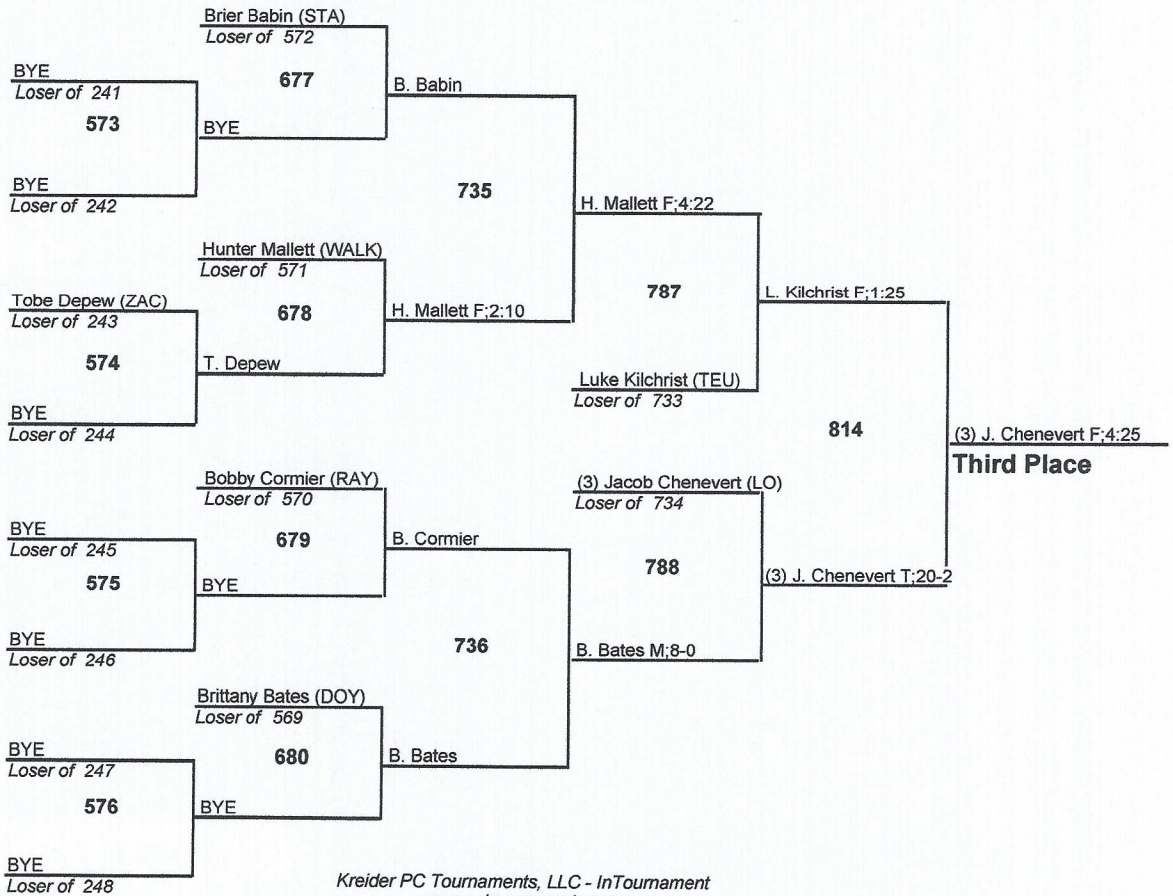 Brier Babin (STA)
Loser of 572
BYE
Loser of 241
677
B. Babin
573
BYE
BYE
Loser of 242
735
H. Mallett F;4:22
Hunter Mallett (WALK)
Loser of 571
787
Tobe Depew (ZAC)
Loser of 243
678
H. Mallett F;2:10
L. Kilchrist F;1:25
574
T. Depew
Luke Kilchrist (TEU)
Loser of 733
BYE
Loser of 244
814
(3) J. Chenevert F;4:25
Third Place
Bobby Cormier (RAY)
Loser of 570
(3) Jacob Chenevert (LO)
Loser of 734
BYE
Loser of 245
679
B. Cormier
788
575
BYE
(3) J. Chenevert T;20-2
BYE
Loser of 246
736
B. Bates M;8-0
Brittany Bates (DOY)
Loser of 569
BYE
Loser of 247
680
B. Bates
576
BYE
BYE
Loser of 248
Kreider PC Tournaments, LLC - InTournament